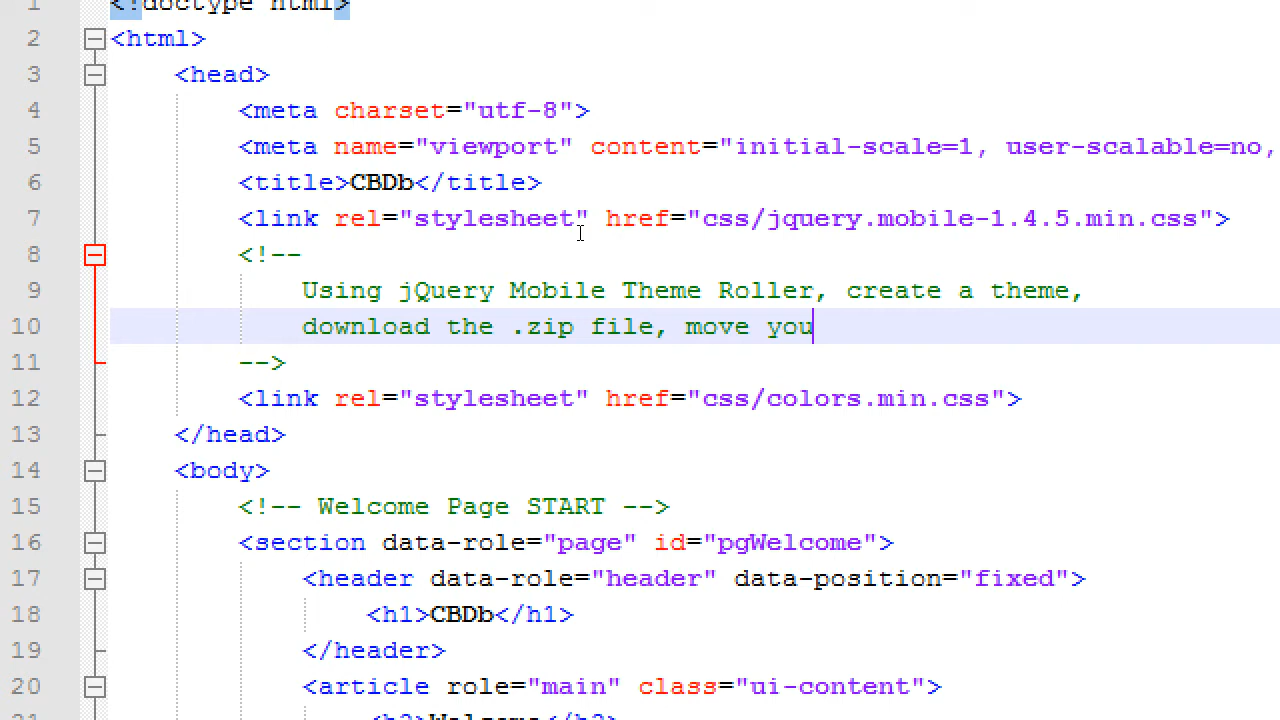 1 <!doctype html>
2 <html>
3 <head>
4 <meta charset="utf-8">
5 <meta name="viewport" content="initial-scale=1, user-scalable=no,
6 <title>CBDb</title>
7 <link rel="stylesheet" href="css/jquery.mobile-1.4.5.min.css">
8 <!--
9 Using jQuery Mobile Theme Roller, create a theme,
10 download the .zip file, move you
11 -->
12 <link rel="stylesheet" href="css/colors.min.css">
13 </head>
14 <body>
15 <!-- Welcome Page START -->
16 <section data-role="page" id="pgWelcome">
17 <header data-role="header" data-position="fixed">
18 <h1>CBDb</h1>
19 </header>
20 <article role="main" class="ui-content">
21 <h2>Welcome</h2>